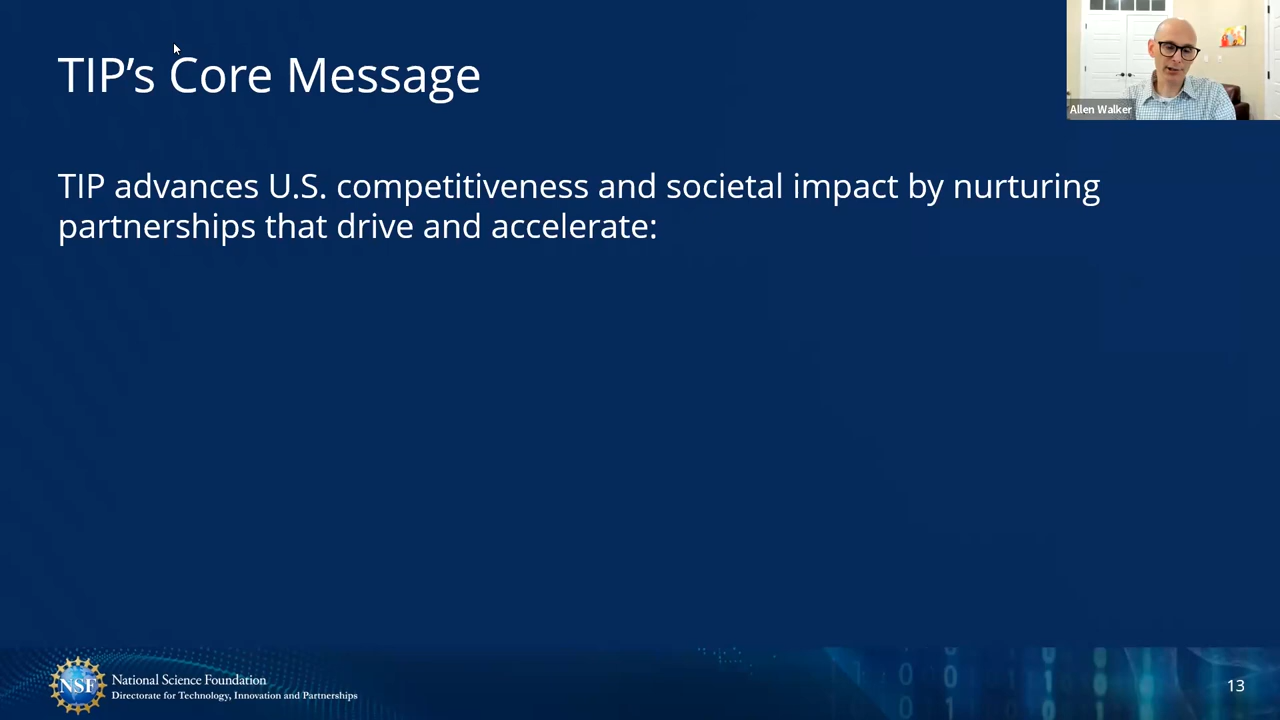 TIP’s Core Message
Allen Walker
TIP advances U.S. competitiveness and societal impact by nurturing
partnerships that drive and accelerate:
NSF
National Science Foundation
Directorate for Technology, Innovation and Partnerships
13